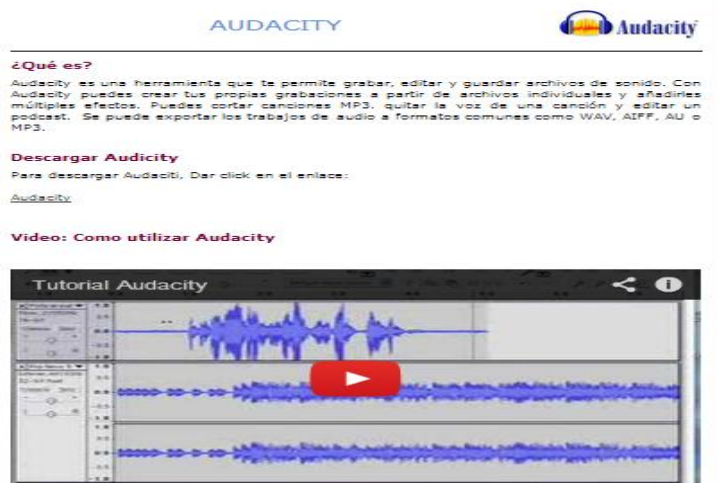 AUDACITY
Audacity
¿Qué es?
Audacity es una herramienta que te permite grabar, editar y guardar archivos de sonido. Con
Audacity puedes crear tus propias grabaciones a partir de archivos individuales y añadirles
múltiples efectos. Puedes cortar canciones MP3. quitar la voz de una canción y editar un
podcast. Se puede exportar los trabajos de audio a formatos comunes como WAV, AIFF, AU o
MP3.
Descargar Audicity
Para descargar Audaciti, Dar click en el enlace:
Audacity
Video: Como utilizar Audacity
Tutorial Audacity